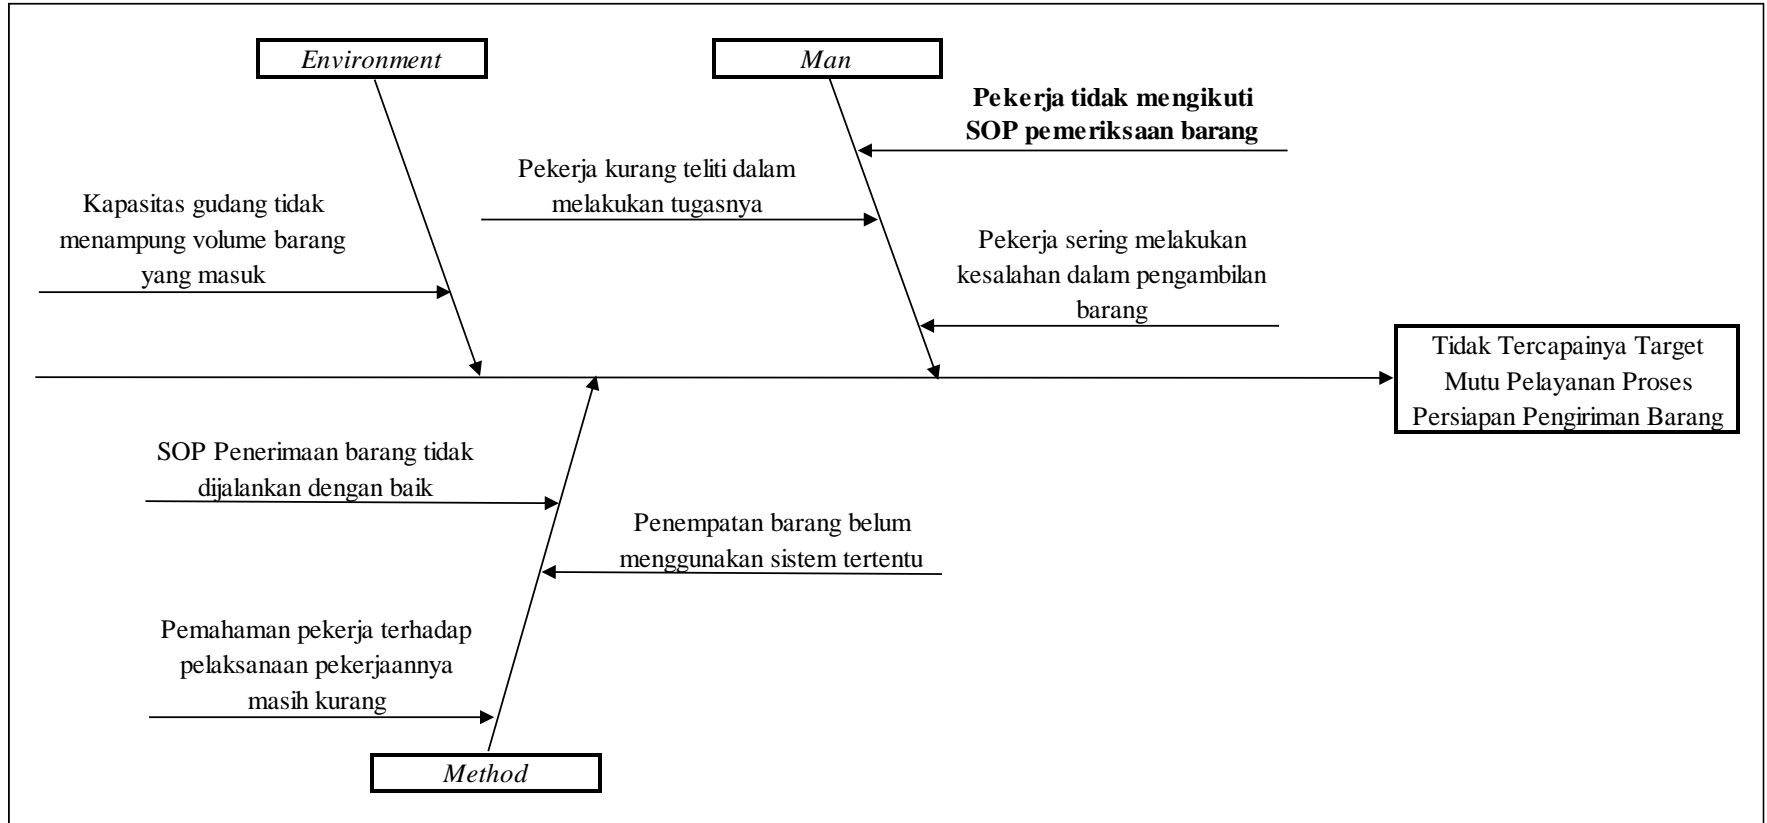 Environment
Man
Pekerja tidak mengikuti
SOP pemeriksaan barang
Pekerja kurang teliti dalam
melakukan tugasnya
Kapasitas gudang tidak
menampung volume barang
yang masuk
Pekerja sering melakukan
kesalahan dalam pengambilan
barang
Tidak Tercapainya Target
Mutu Pelayanan Proses
Persiapan Pengiriman Barang
SOP Penerimaan barang tidak
dijalankan dengan baik
Penempatan barang belum
menggunakan sistem tertentu
Pemahaman pekerja terhadap
pelaksanaan pekerjaannya
masih kurang
Method